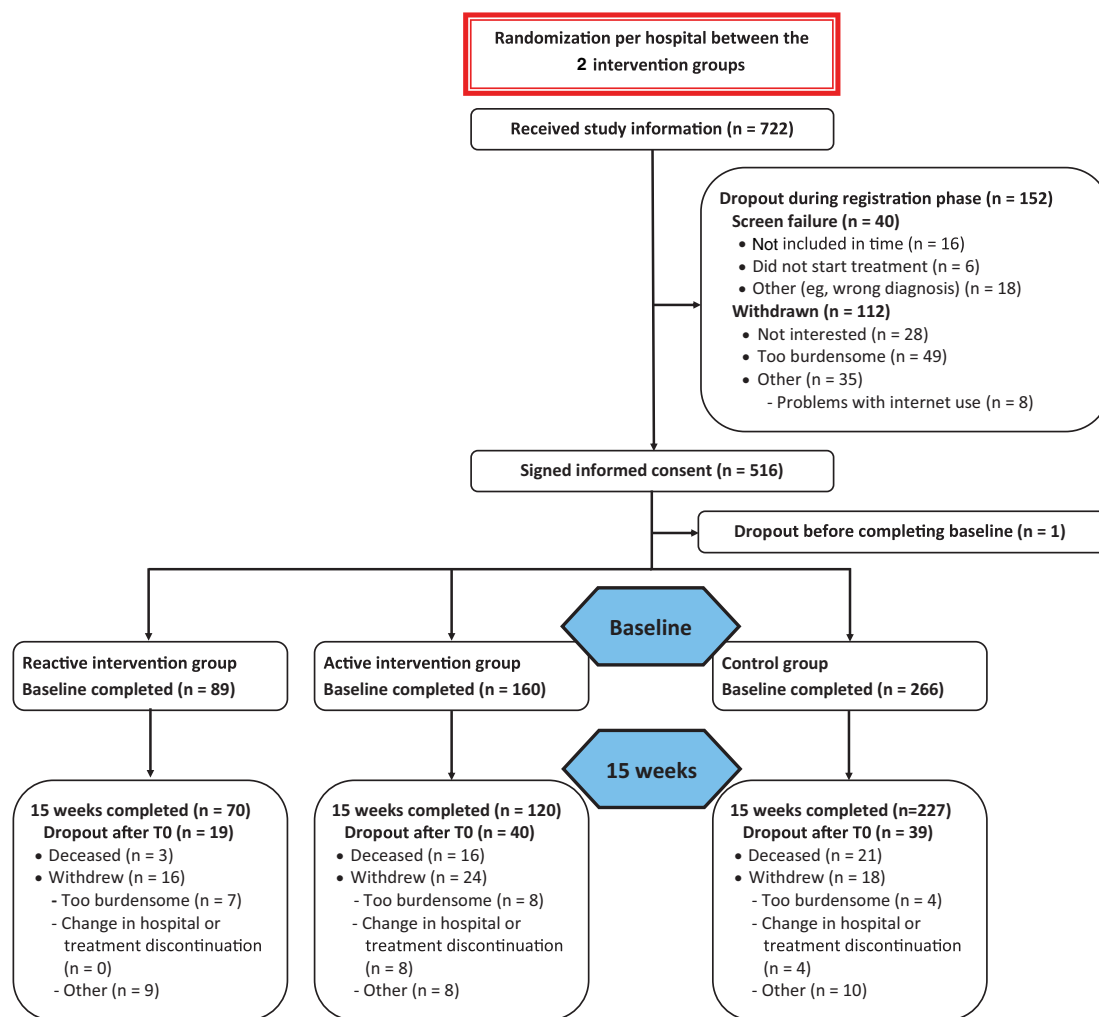 Randomization per hospital between the
2 intervention groups
Received study information (n = 722)
Dropout during registration phase (n = 152)
Screen failure (n = 40)
• Not included in time (n = 16)
• Did not start treatment (n = 6)
• Other (eg, wrong diagnosis) (n = 18)
Withdrawn (n = 112)
• Not interested (n = 28)
• Too burdensome (n = 49)
• Other (n = 35)
- Problems with internet use (n = 8)
Signed informed consent (n = 516)
Dropout before completing baseline (n = 1)
Baseline
Reactive intervention group
Baseline completed (n = 89)
Active intervention group
Baseline completed (n = 160)
Control group
Baseline completed (n = 266)
15 weeks
15 weeks completed (n = 70)
Dropout after T0 (n = 19)
• Deceased (n = 3)
• Withdrew (n = 16)
- Too burdensome (n = 7)
- Change in hospital or
treatment discontinuation
(n = 0)
- Other (n = 9)
15 weeks completed (n = 120)
Dropout after T0 (n = 40)
• Deceased (n = 16)
• Withdrew (n = 24)
- Too burdensome (n = 8)
- Change in hospital or
treatment discontinuation
(n = 8)
- Other (n = 8)
15 weeks completed (n=227)
Dropout after T0 (n = 39)
• Deceased (n = 21)
• Withdrew (n = 18)
- Too burdensome (n = 4)
- Change in hospital or
treatment discontinuation
(n = 4)
- Other (n = 10)